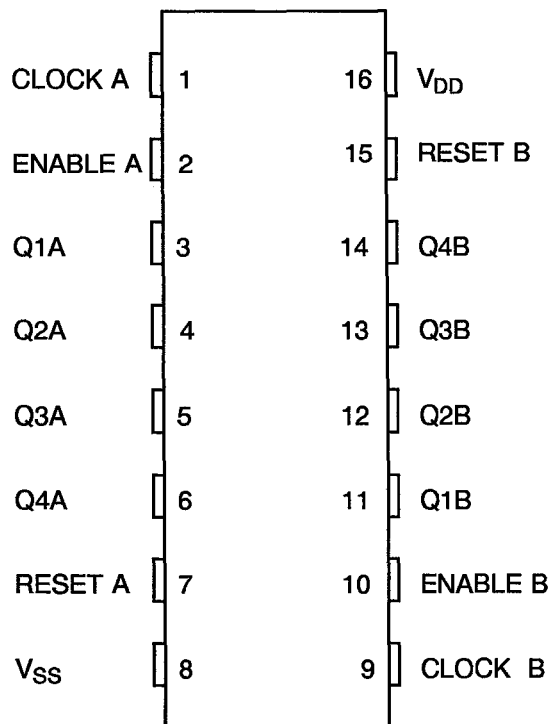 CLOCK A 1 16 VDD
ENABLE A 2 15 RESET B
Q1A 3 14 Q4B
Q2A 4 13 Q3B
Q3A 5 12 Q2B
Q4A 6 11 Q1B
RESET A 7 10 ENABLE B
VSS 8 9 CLOCK B